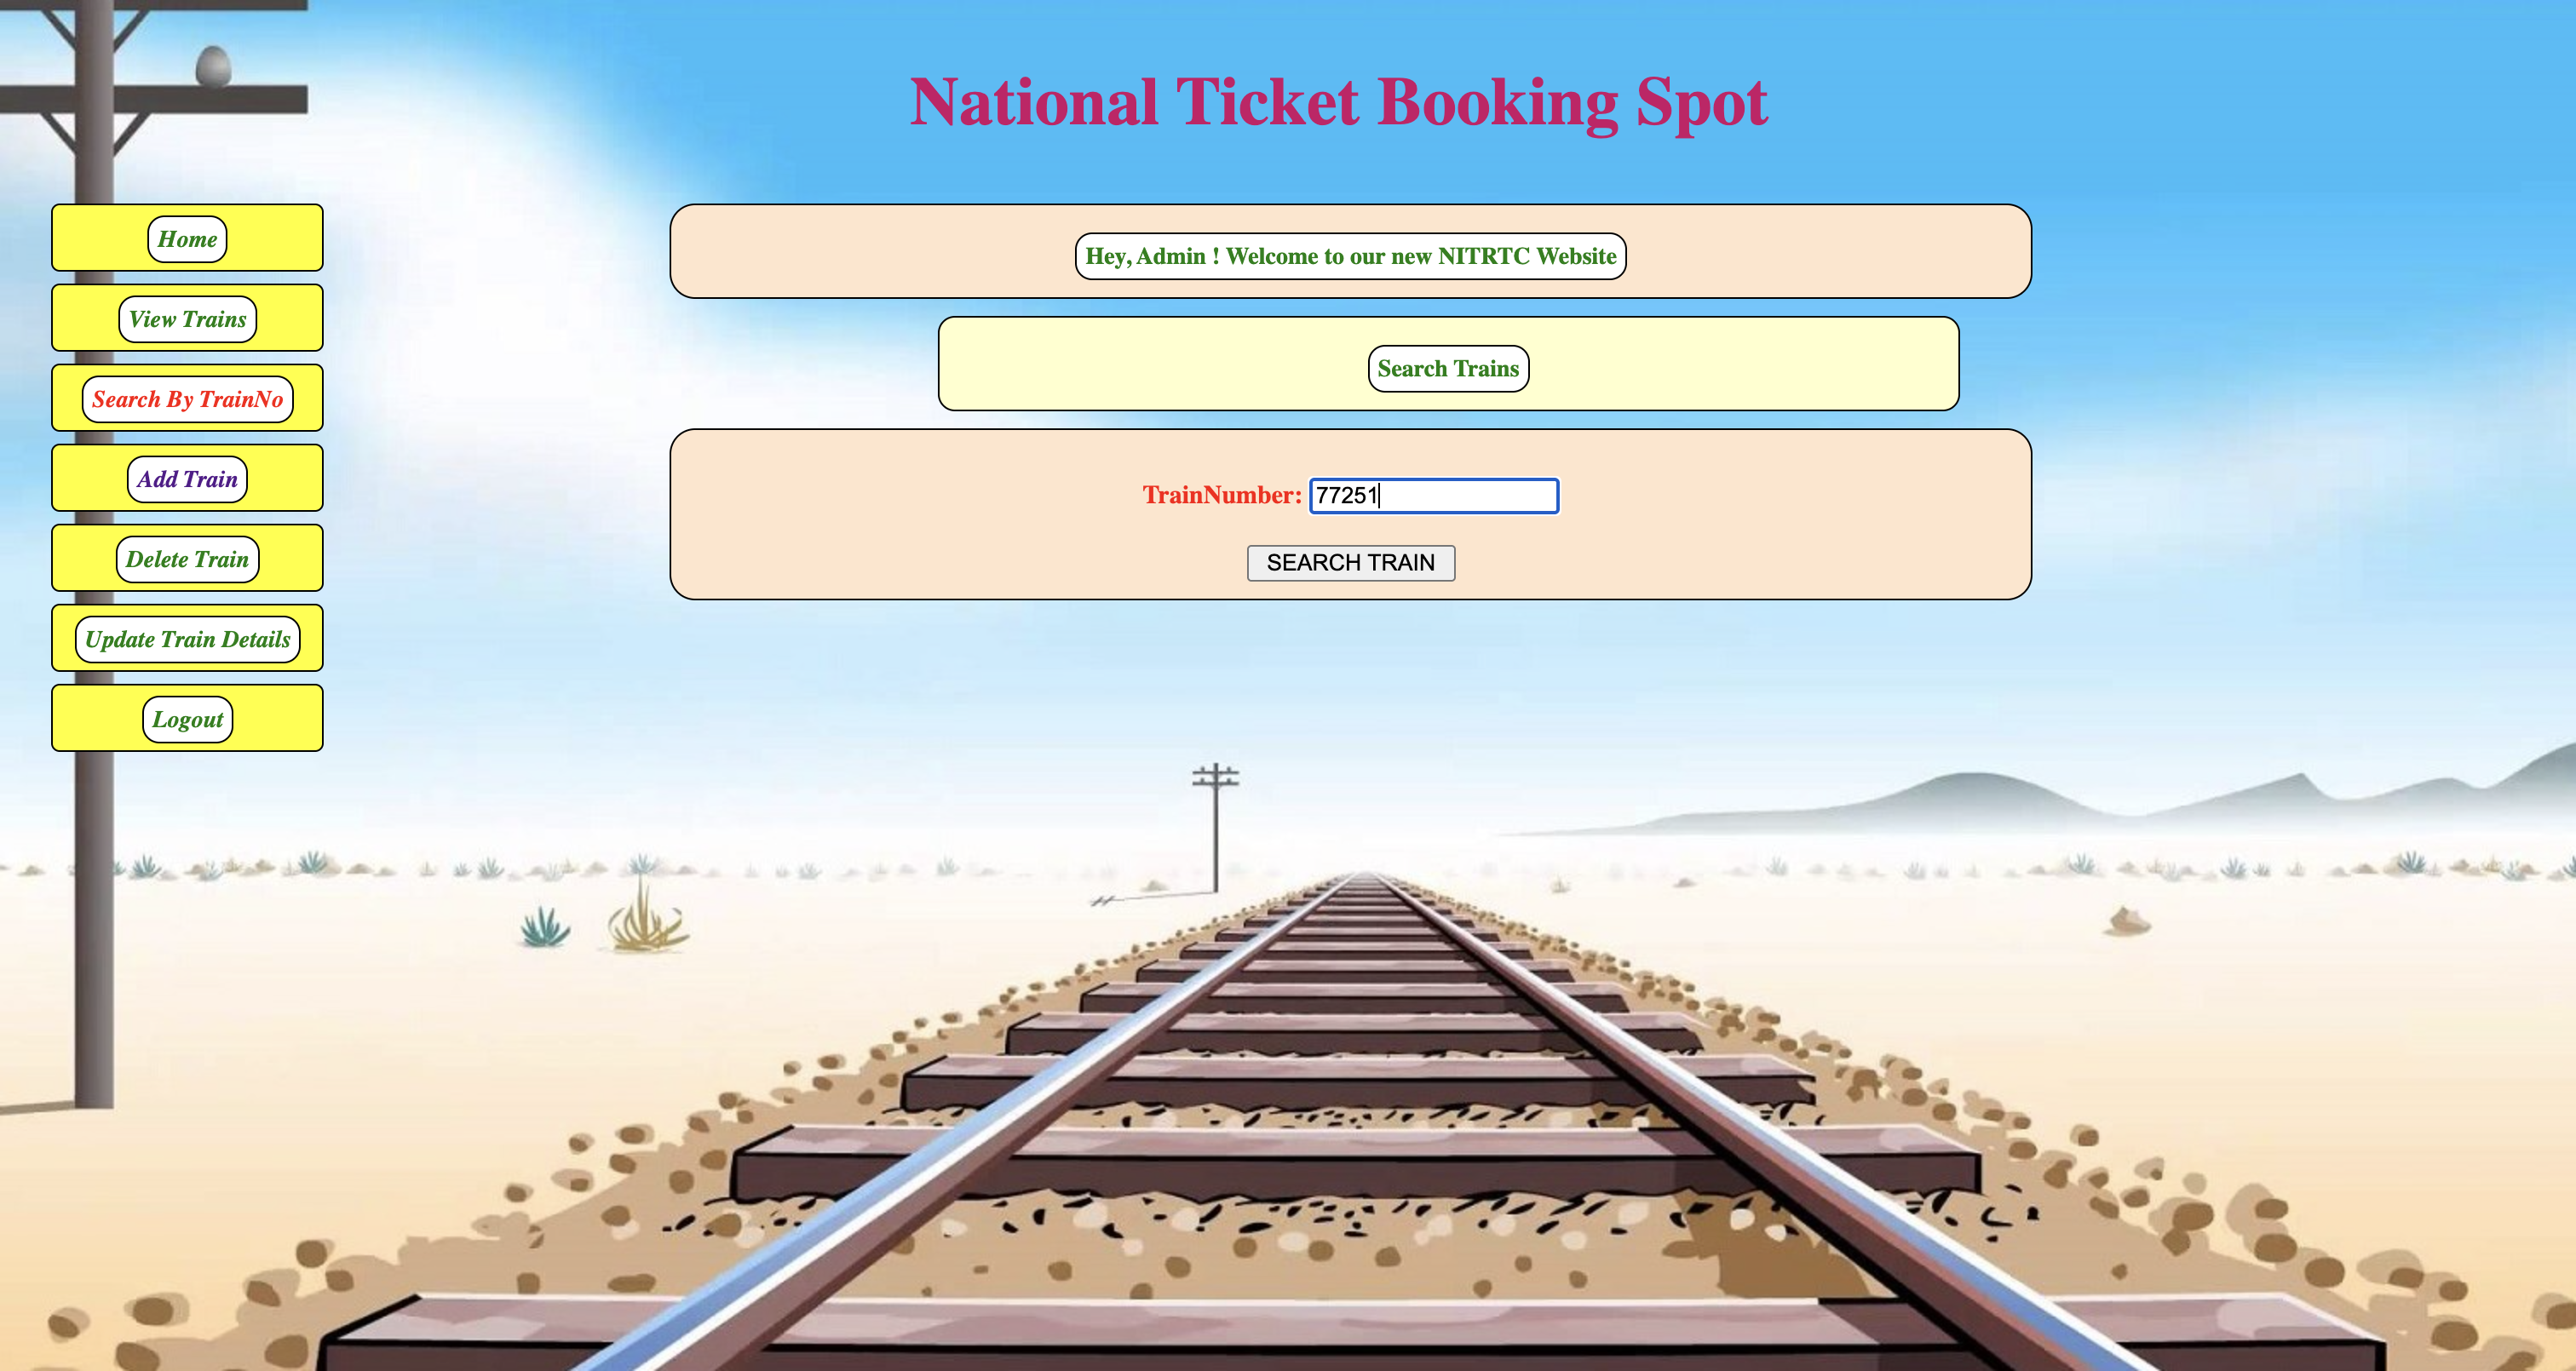 National Ticket Booking Spot
Home
View Trains
Search By TrainNo
Add Train
Delete Train
Update Train Details
Logout
Hey, Admin ! Welcome to our new NITRTC Website
Search Trains
TrainNumber: 77251
SEARCH TRAIN